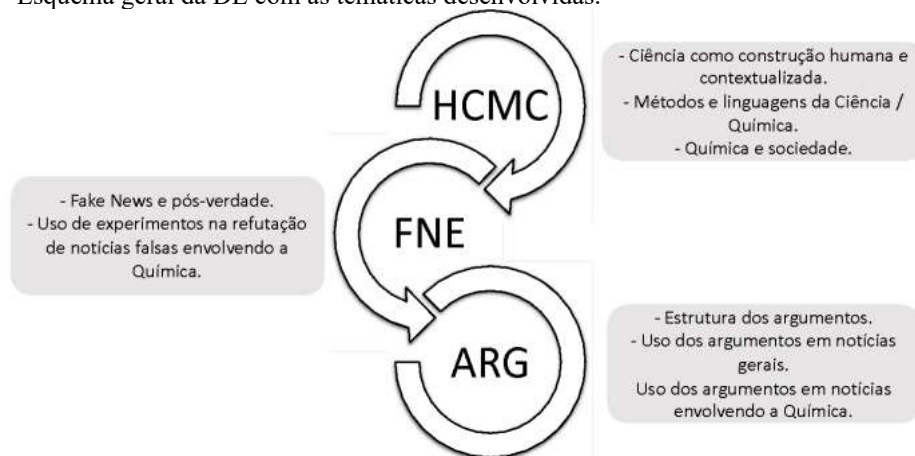 Esquema geral da DE com as temáticas desenvolvidas.
HCMC
- Ciência como construção humana e
contextualizada.
- Métodos e linguagens da Ciência /
Química.
- Química e sociedade.
- Fake News e pós-verdade.
- Uso de experimentos na refutação
de notícias falsas envolvendo a
Química.
FNE
ARG
- Estrutura dos argumentos.
- Uso dos argumentos em notícias
gerais.
Uso dos argumentos em notícias
envolvendo a Química.